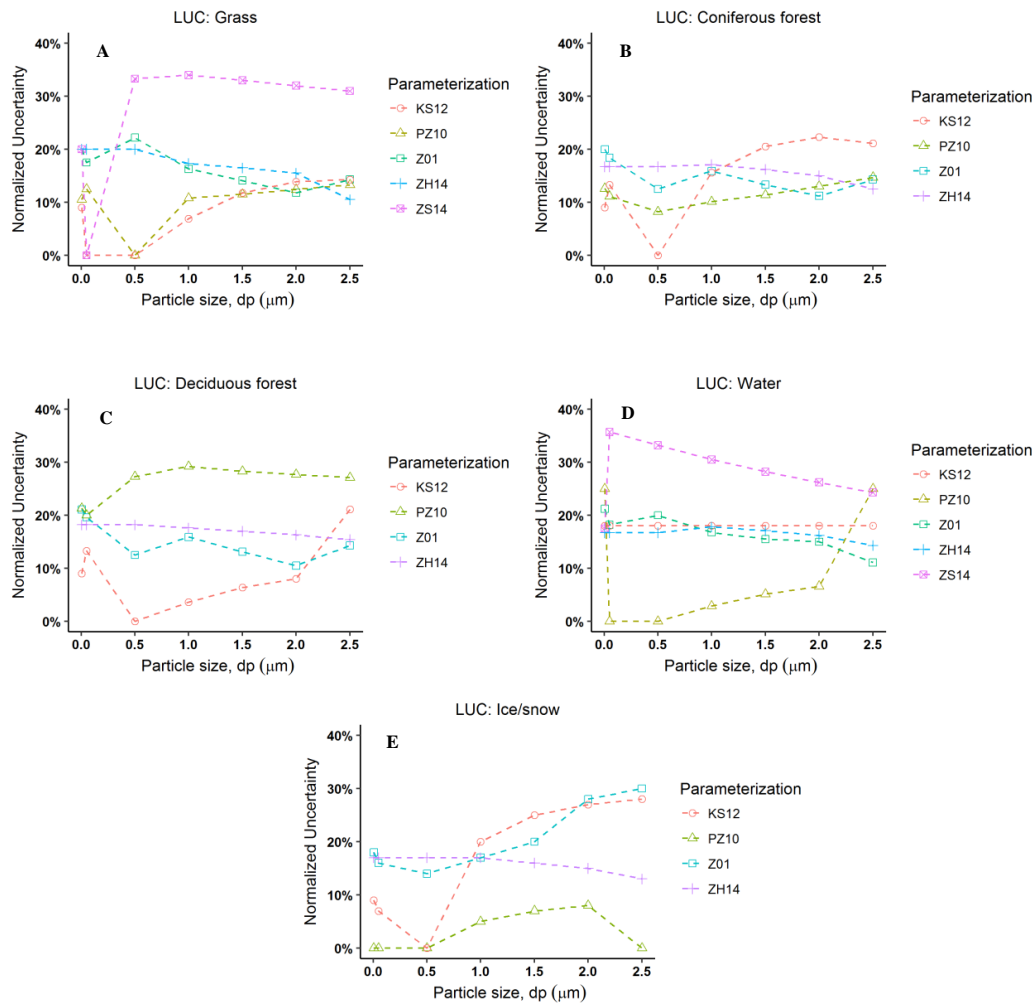 LUC: Grass
A
40%
30%
20%
10%
0%
Normalized Uncertainty
0.0 0.5 1.0 1.5 2.0 2.5
Particle size, dp (μm)
Parameterization
KS12
PZ10
Z01
ZH14
ZS14
LUC: Coniferous forest
B
40%
30%
20%
10%
0%
Normalized Uncertainty
0.0 0.5 1.0 1.5 2.0 2.5
Particle size, dp (μm)
Parameterization
KS12
PZ10
Z01
ZH14
LUC: Deciduous forest
C
40%
30%
20%
10%
0%
Normalized Uncertainty
0.0 0.5 1.0 1.5 2.0 2.5
Particle size, dp (μm)
Parameterization
KS12
PZ10
Z01
ZH14
LUC: Water
D
40%
30%
20%
10%
0%
Normalized Uncertainty
0.0 0.5 1.0 1.5 2.0 2.5
Particle size, dp (μm)
Parameterization
KS12
PZ10
Z01
ZH14
ZS14
LUC: Ice/snow
E
40%
30%
20%
10%
0%
Normalized Uncertainty
0.0 0.5 1.0 1.5 2.0 2.5
Particle size, dp (μm)
Parameterization
KS12
PZ10
Z01
ZH14